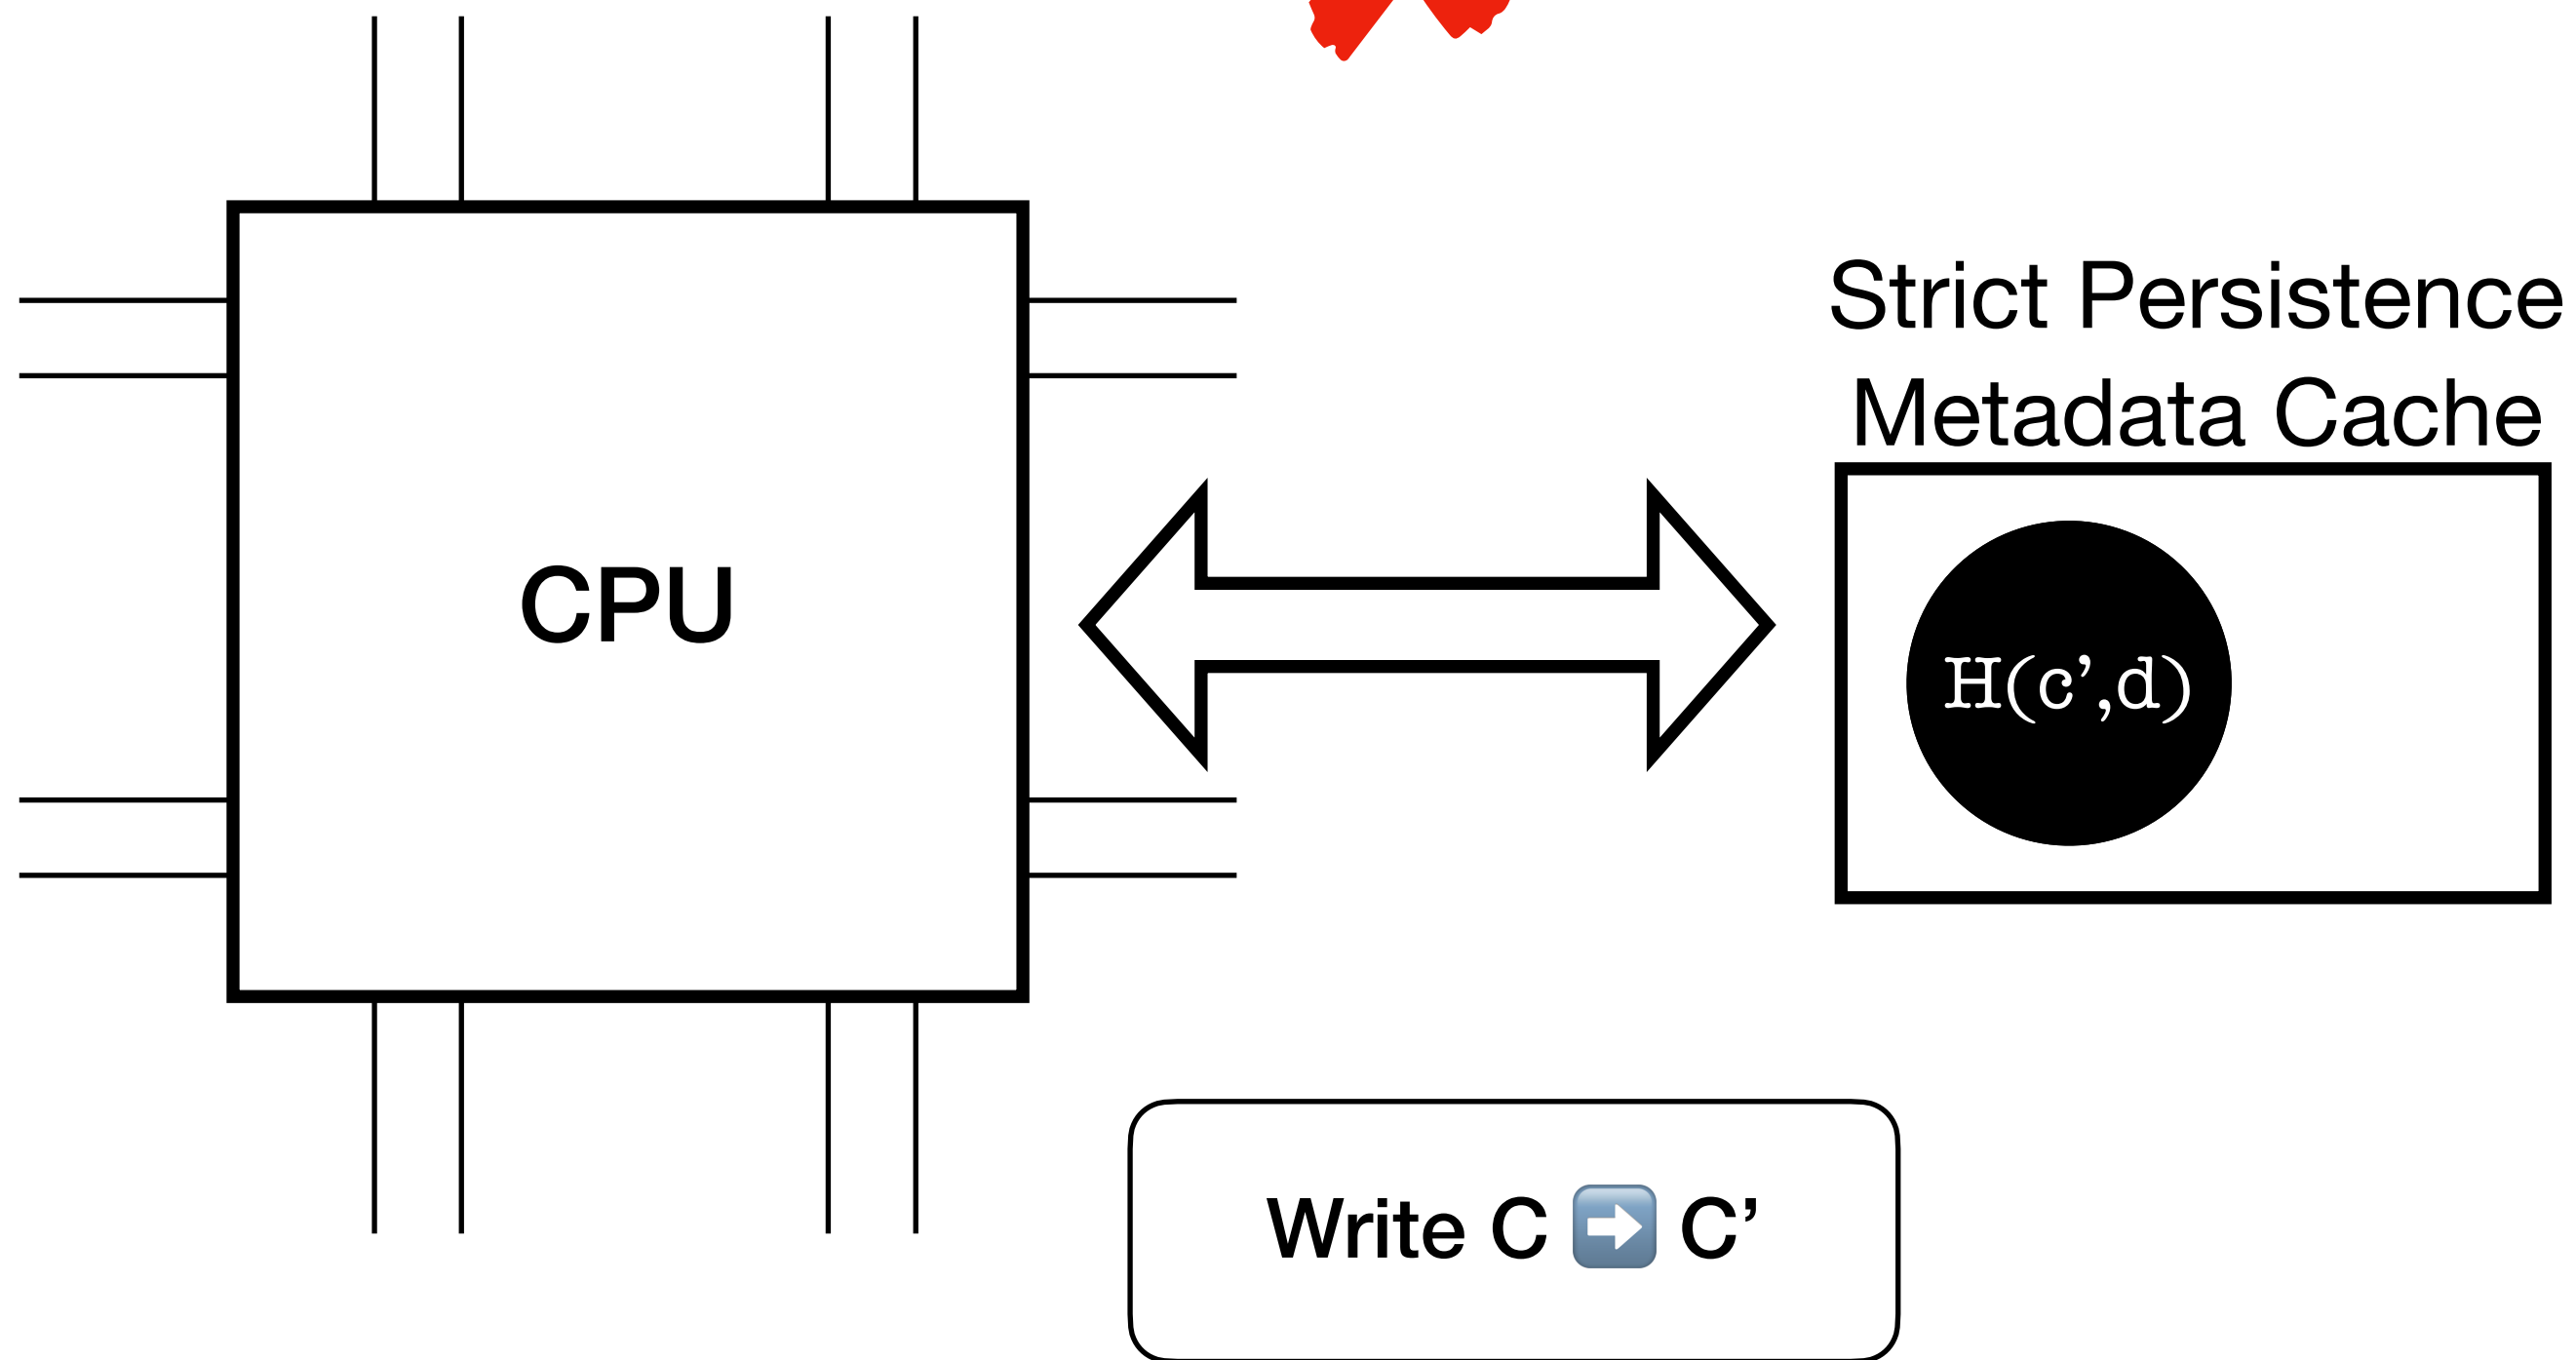 Strict Persistence
Metadata Cache
CPU
H(c’,d)
Write C ➡️ C’